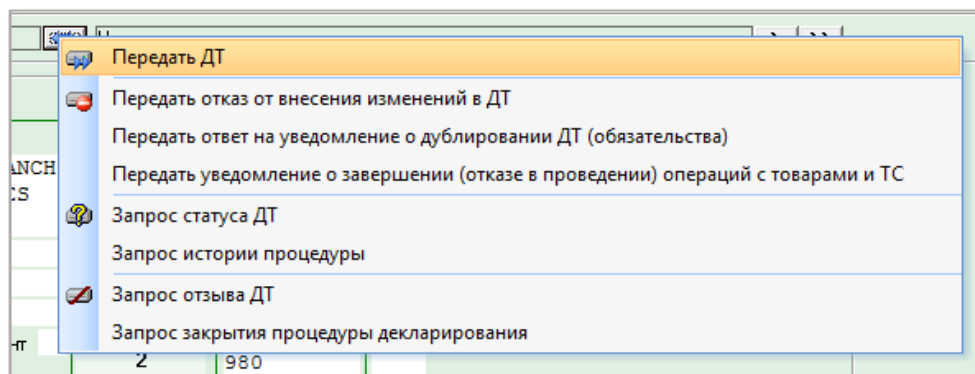 Передать ДТ
Передать отказ от внесения изменений в ДТ
Передать ответ на уведомление о дублировании ДТ (обязательства)
ANCH
Передать уведомление о завершении (отказе в проведении) операций с товарами и ТС
Запрос статуса ДТ
Запрос истории процедуры
Запрос отзыва ДТ
Запрос закрытия процедуры декларирования
нт
2
980